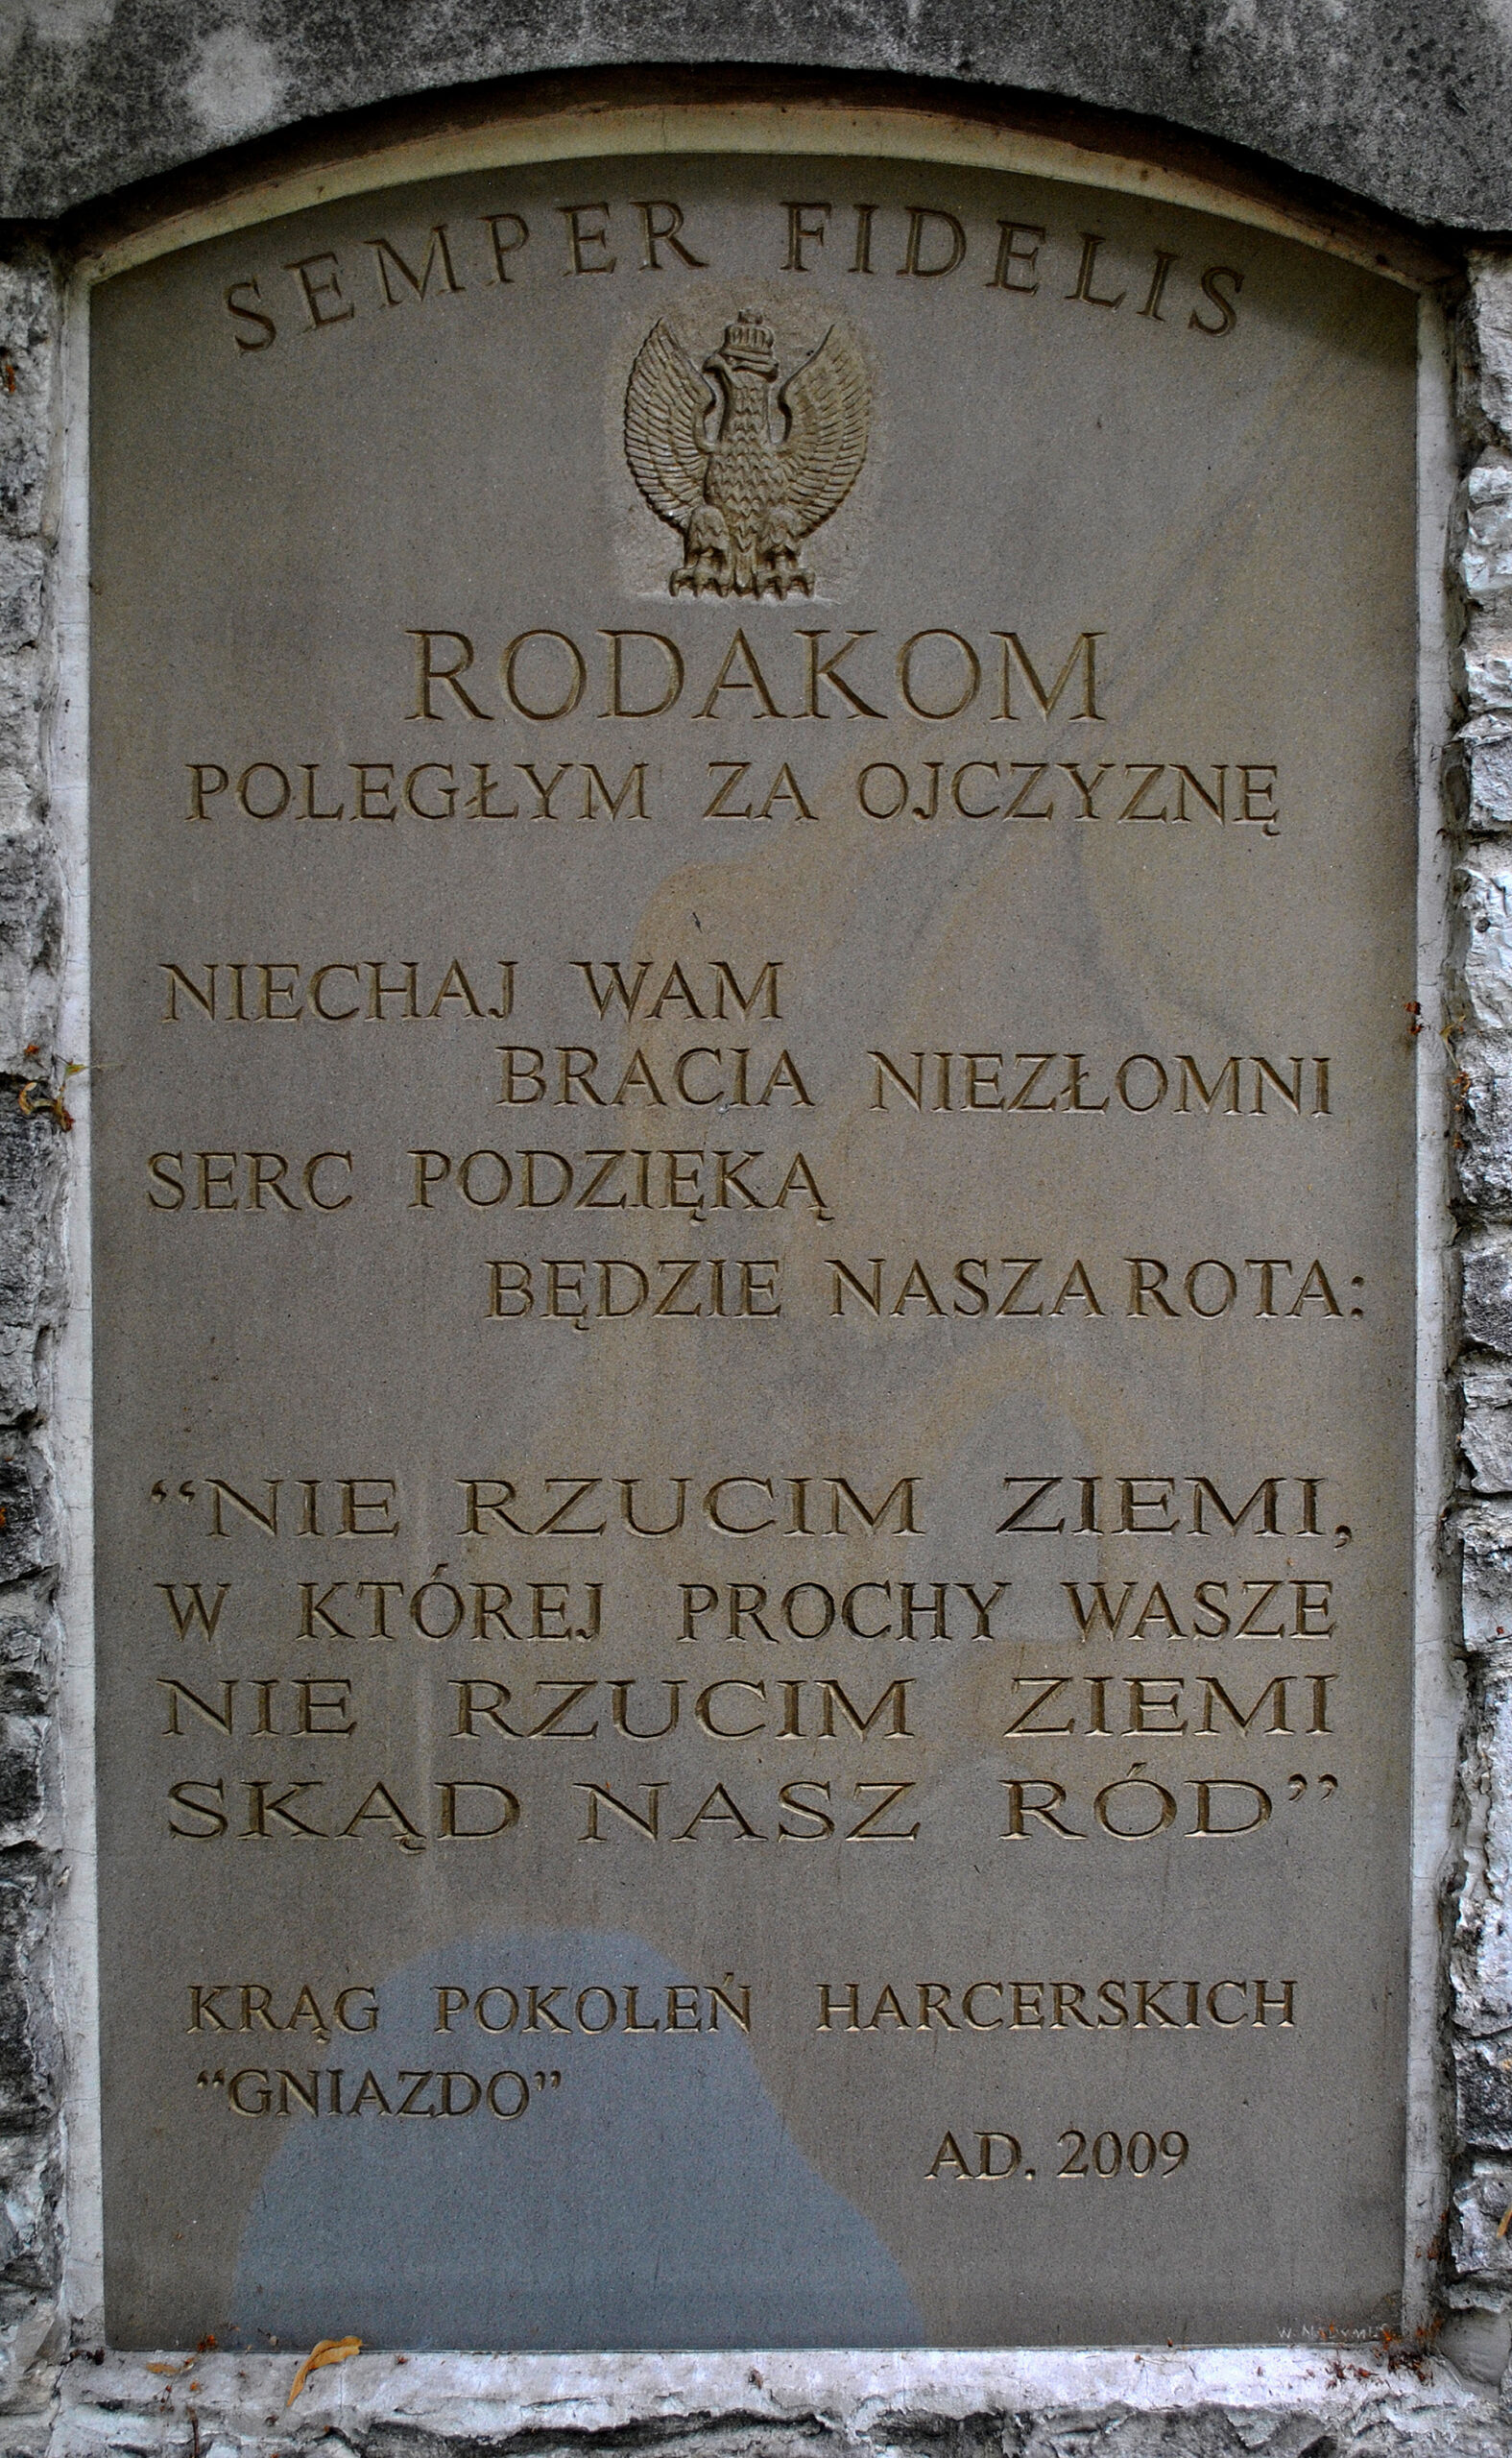 SEMPER FIDELIS
RODAKOM
POLEGŁYM ZA OJCZYZNĘ
NIECHAJ WAM
BRACIA NIEZŁOMNI
SERC PODZIĘKĄ
BĘDZIE NASZA ROTA:
“NIE RZUCIM ZIEMI,
W KTÓREJ PROCHY WASZE
NIE RZUCIM ZIEMI
SKĄD NASZ RÓD”
KRĄG POKOLEŃ HARCERSKICH
“GNIAZDO”
AD. 2009
W.